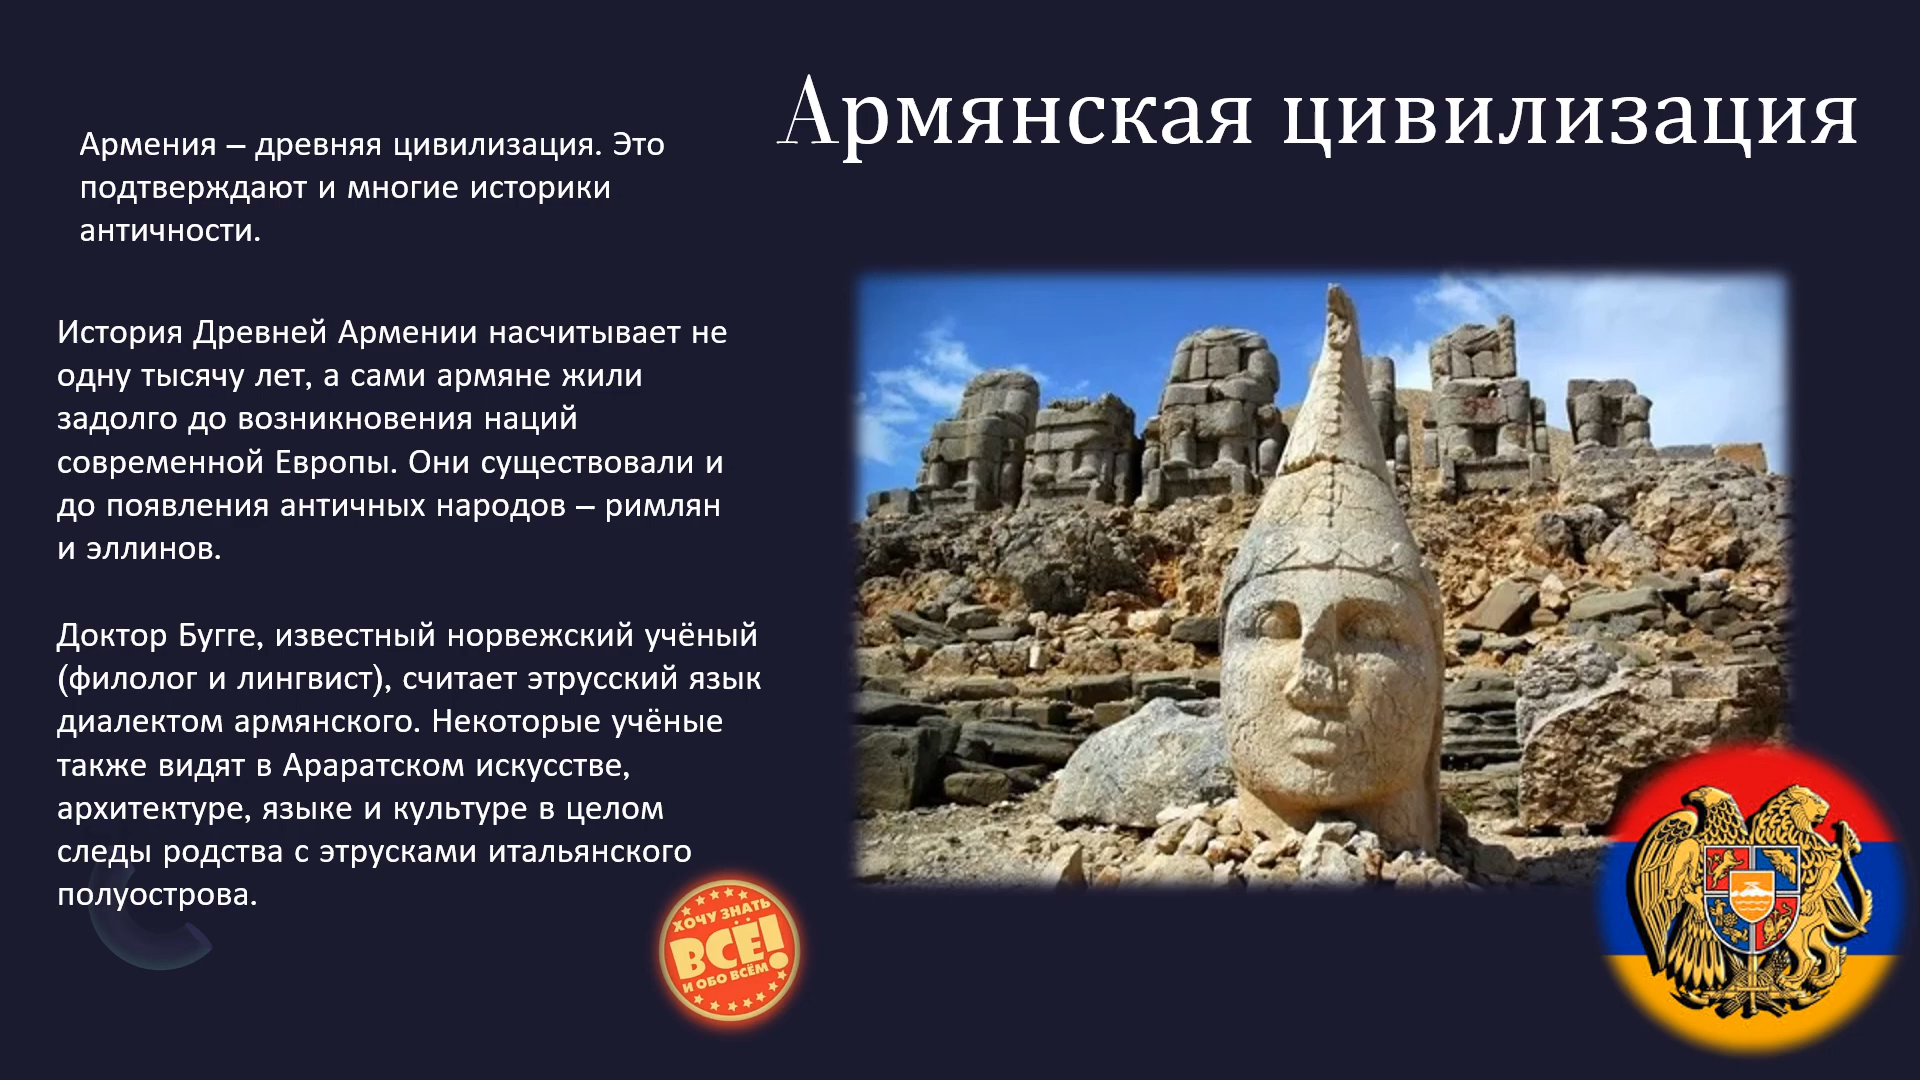 Армянская цивилизация
Армения – древняя цивилизация. Это
подтверждают и многие историки
античности.
История Древней Армении насчитывает не
одну тысячу лет, а сами армяне жили
задолго до возникновения наций
современной Европы. Они существовали и
до появления античных народов – римлян
и эллинов.
Доктор Бугге, известный норвежский учёный
(филолог и лингвист), считает этрусский язык
диалектом армянского. Некоторые учёные
также видят в Араратском искусстве,
архитектуре, языке и культуре в целом
следы родства с этрусками итальянского
полуострова.
ХОЧУ ЗНАТЬ
ВСЁ!
И ОБО ВСЁМ